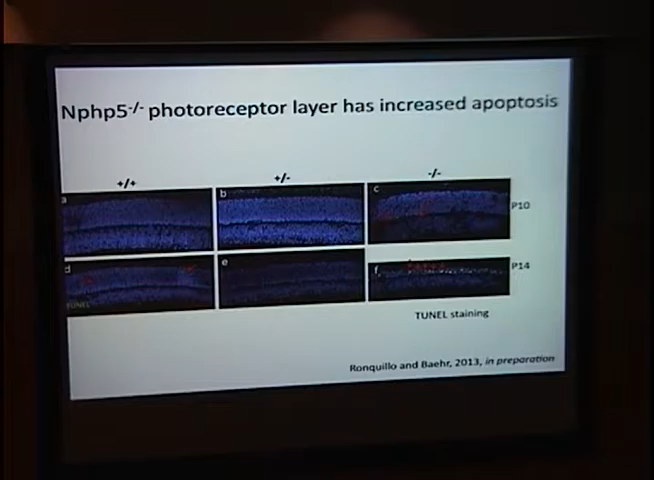 Nphp5-/- photoreceptor layer has increased apoptosis
+/+ +/- -/-
a b c P10
d e f P14
TUNEL
TUNEL staining
Ronquillo and Baehr, 2013, in preparation